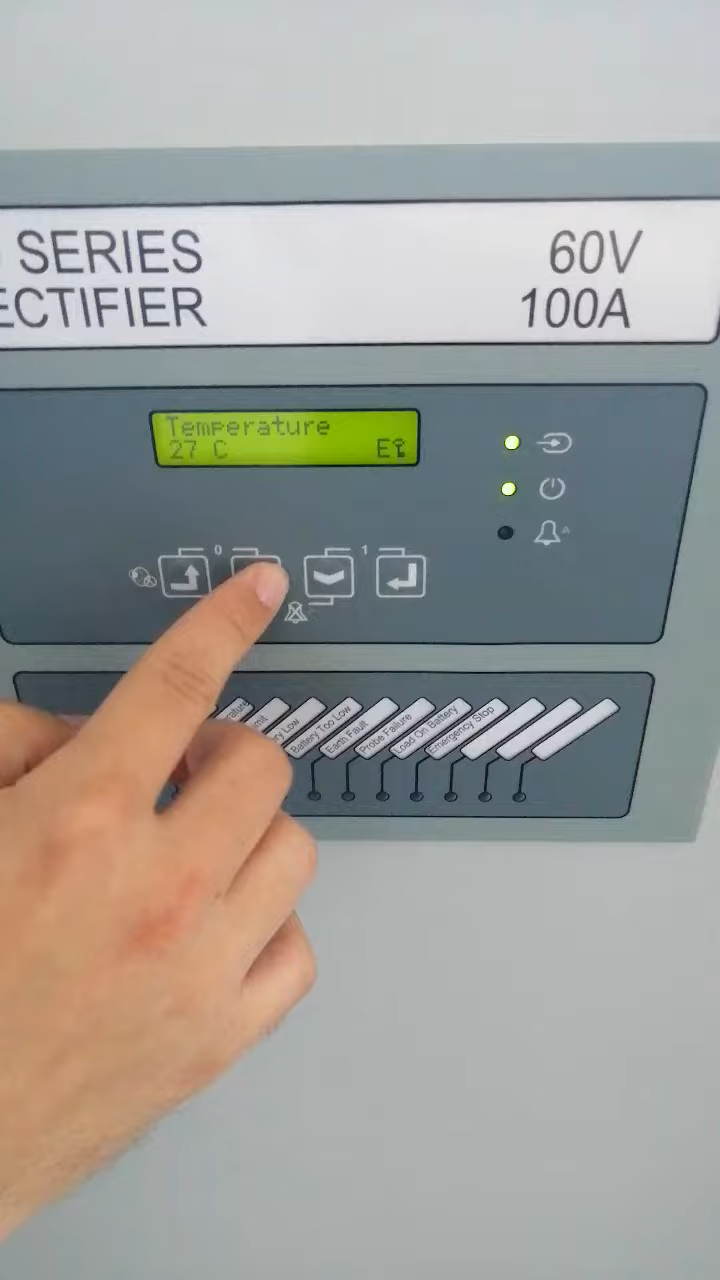 SERIES
60V
RECTIFIER
100A
Temperature
27 C
E
0
1
Battery Too Low
Earth Fault
Probe Failure
Load On Battery
Emergency Stop